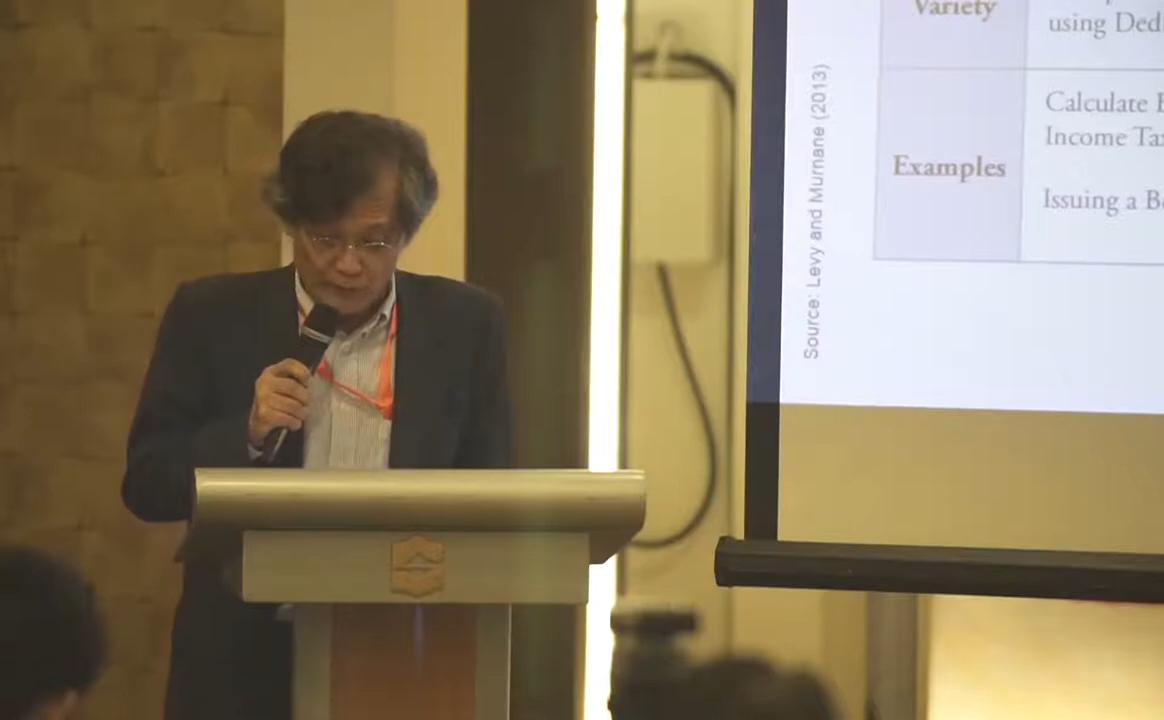 Variety
using Ded
Source: Levy and Murnane (2013)
Examples
Calculate
Income Ta
Issuing a B